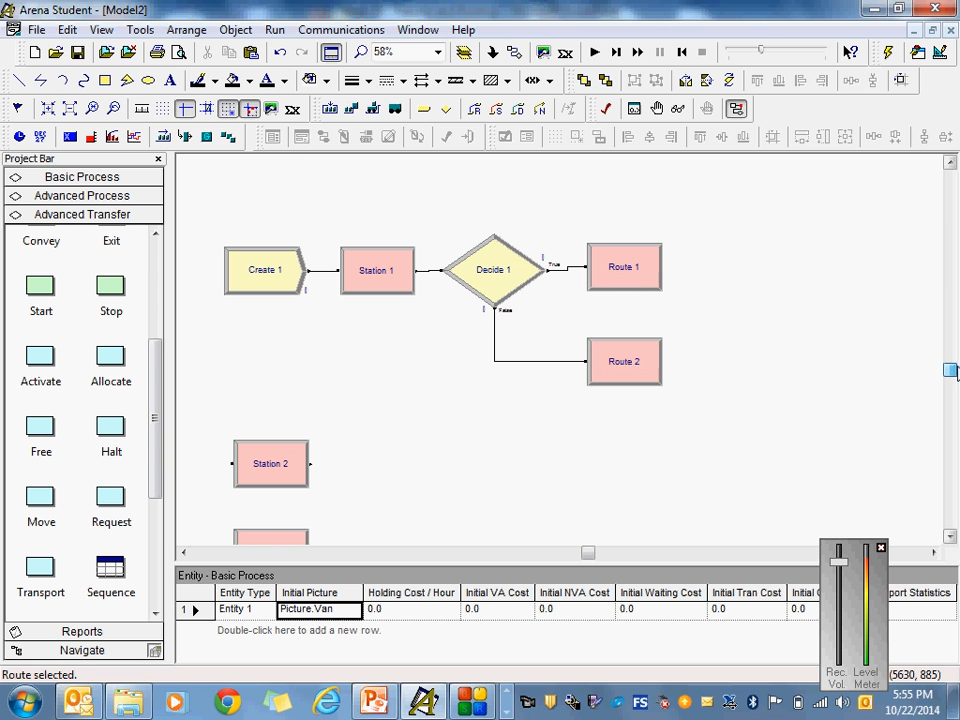 Arena Student - [Model2]
File Edit View Tools Arrange Object Run Communications Window Help
58%
Project Bar
Basic Process
Advanced Process
Advanced Transfer
Convey Exit
Start Stop
Activate Allocate
Free Halt
Move Request
Transport Sequence
Reports
Navigate
Create 1
Station 1
Decide 1
True
False
Route 1
Route 2
Station 2
Entity - Basic Process
Entity Type Initial Picture Holding Cost / Hour Initial VA Cost Initial NVA Cost Initial Waiting Cost Initial Tran Cost Initial port Statistics
1 Entity 1 Picture.Van 0.0 0.0 0.0 0.0 0.0 0.0
Double-click here to add a new row.
Rec. Vol. Level Meter
Route selected. (5630, 885)
5:55 PM
10/22/2014